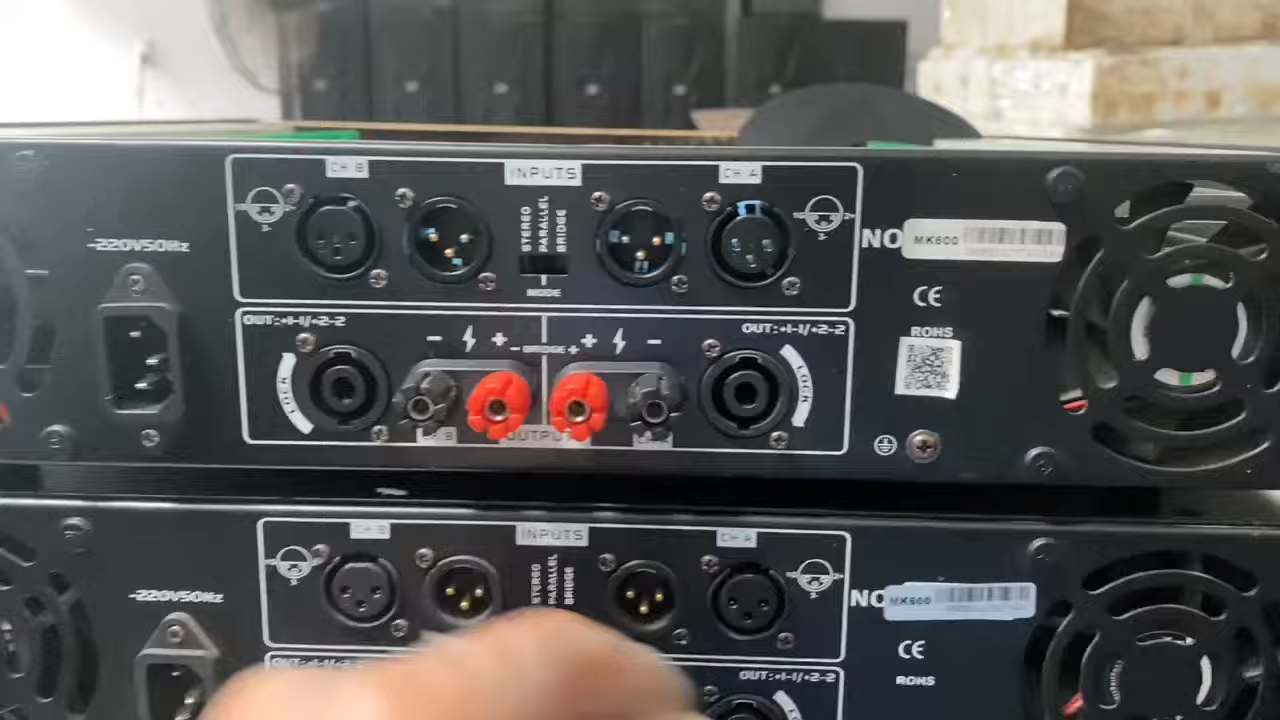 CH B
INPUTS
CH A
STEREO
PARALLEL
BRIDGE
MODE
~220V50Hz
NO
MK600
CE
ROHS
OUT:+1-1/+2-2
OUT:+1-1/+2-2
- + - BRIDGE + + -
LOCK
LOCK
OUTPUT
CH B
INPUTS
CH A
STEREO
PARALLEL
BRIDGE
~220V50Hz
NO
MK600
CE
ROHS
OUT:+1-1/+2-2